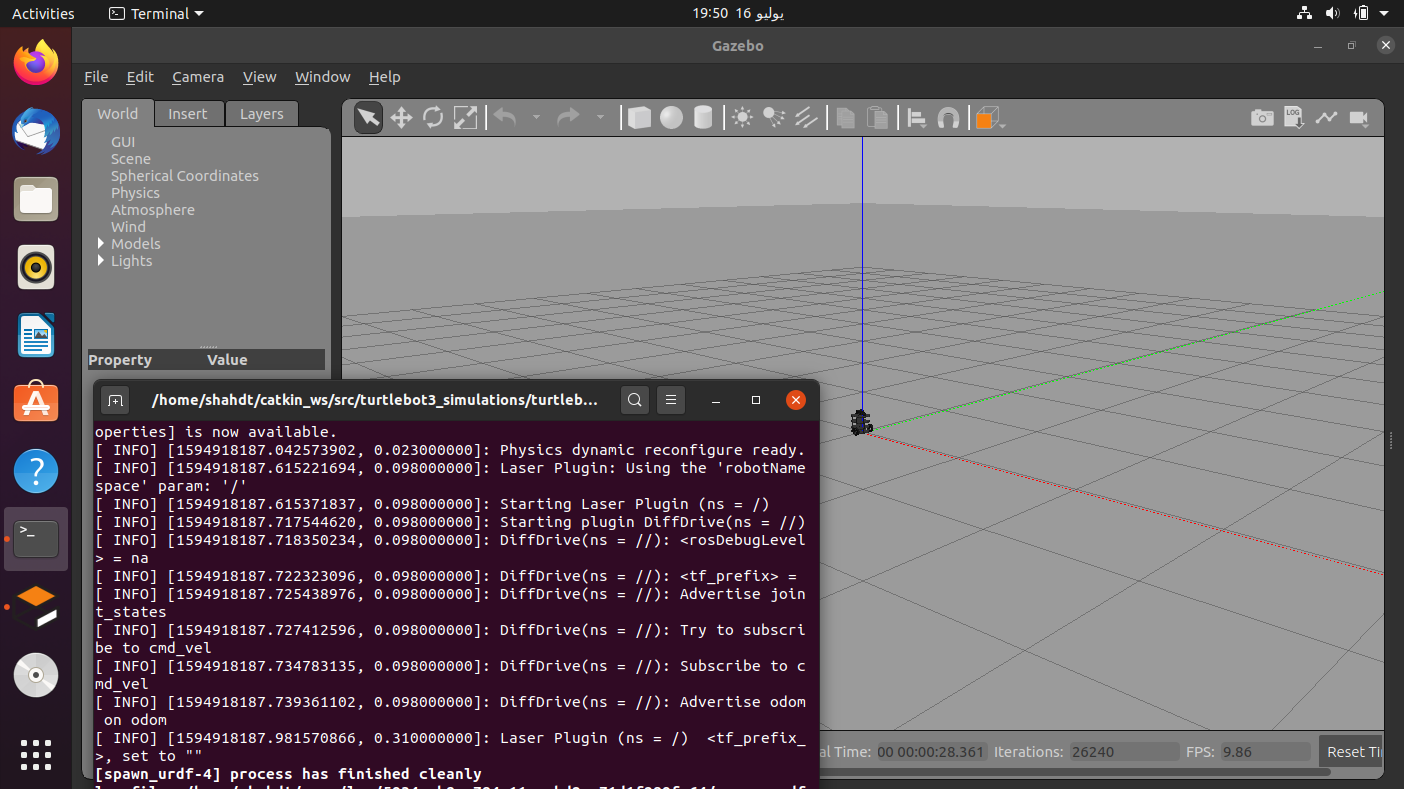 Activities
Terminal
19:50 16 يوليو
Gazebo
File Edit Camera View Window Help
World Insert Layers
GUI
Scene
Spherical Coordinates
Physics
Atmosphere
Wind
Models
Lights
LOG
Property Value
/home/shahdt/catkin_ws/src/turtlebot3_simulations/turtleb...
operties] is now available.
[ INFO] [1594918187.042573902, 0.023000000]: Physics dynamic reconfigure ready.
[ INFO] [1594918187.615221694, 0.098000000]: Laser Plugin: Using the 'robotName
space' param: '/'
[ INFO] [1594918187.615371837, 0.098000000]: Starting Laser Plugin (ns = /)
[ INFO] [1594918187.717544620, 0.098000000]: Starting plugin DiffDrive(ns = //)
[ INFO] [1594918187.718350234, 0.098000000]: DiffDrive(ns = //): <rosDebugLevel
> = na
[ INFO] [1594918187.722323096, 0.098000000]: DiffDrive(ns = //): <tf_prefix> =
[ INFO] [1594918187.725438976, 0.098000000]: DiffDrive(ns = //): Advertise join
t_states
[ INFO] [1594918187.727412596, 0.098000000]: DiffDrive(ns = //): Try to subscri
be to cmd_vel
[ INFO] [1594918187.734783135, 0.098000000]: DiffDrive(ns = //): Subscribe to c
md_vel
[ INFO] [1594918187.739361102, 0.098000000]: DiffDrive(ns = //): Advertise odom
on odom
[ INFO] [1594918187.981570866, 0.310000000]: Laser Plugin (ns = /) <tf_prefix_
>, set to ""
[spawn_urdf-4] process has finished cleanly
al Time: 00 00:00:28.361 Iterations: 26240 FPS: 9.86 Reset Ti